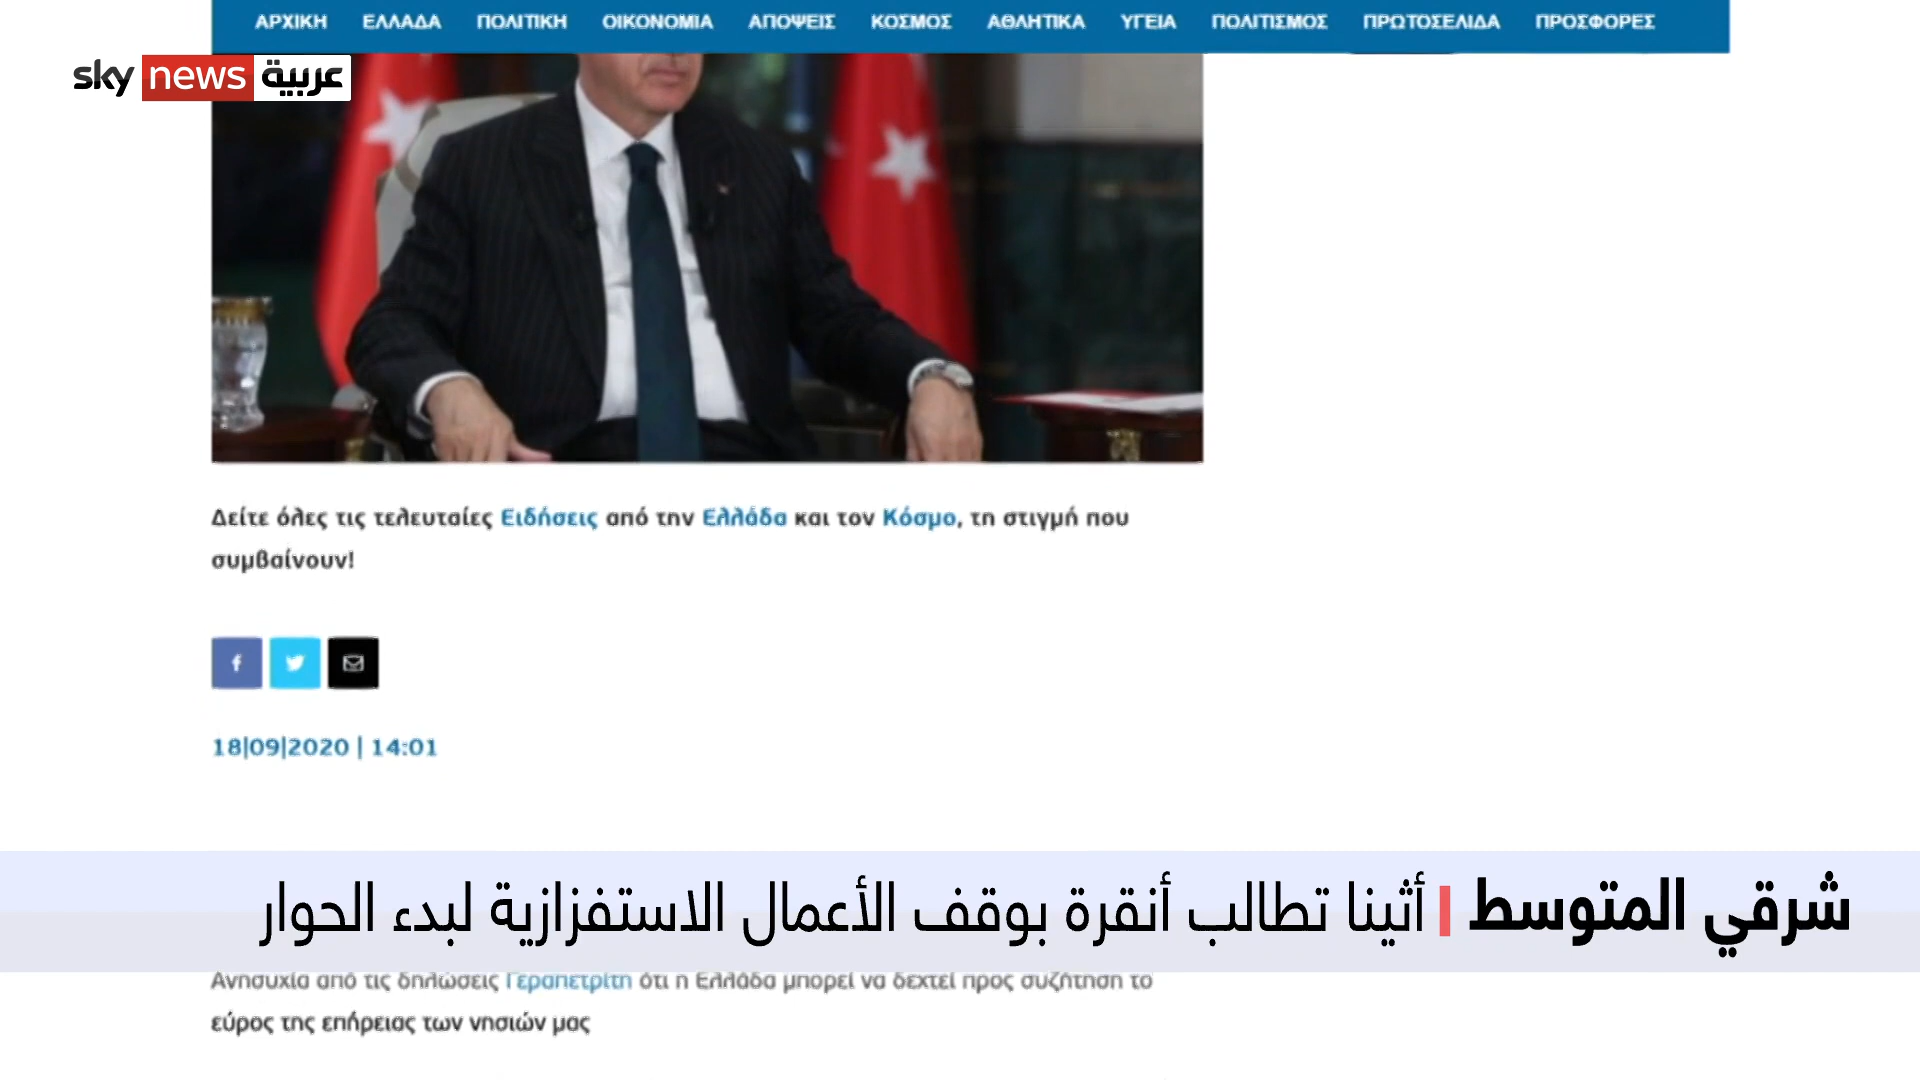 ΑΡΧΙΚΗ ΕΛΛΑΔΑ ΠΟΛΙΤΙΚΗ ΟΙΚΟΝΟΜΙΑ ΑΠΟΨΕΙΣ ΚΟΣΜΟΣ ΑΘΛΗΤΙΚΑ ΥΓΕΙΑ ΠΟΛΙΤΙΣΜΟΣ ΠΡΩΤΟΣΕΛΙΔΑ ΠΡΟΣΦΟΡΕΣ
sky news عربية
Δείτε όλες τις τελευταίες Ειδήσεις από την Ελλάδα και τον Κόσμο, τη στιγμή που
συμβαίνουν!
18|09|2020 | 14:01
شرقي المتوسط | أثينا تطالب أنقرة بوقف الأعمال الاستفزازية لبدء الحوار
Ανησυχία από τις δηλώσεις Γεραπετρίτη ότι η Ελλάδα μπορεί να δεχτεί προς συζήτηση το
εύρος της επήρειας των νησιών μας